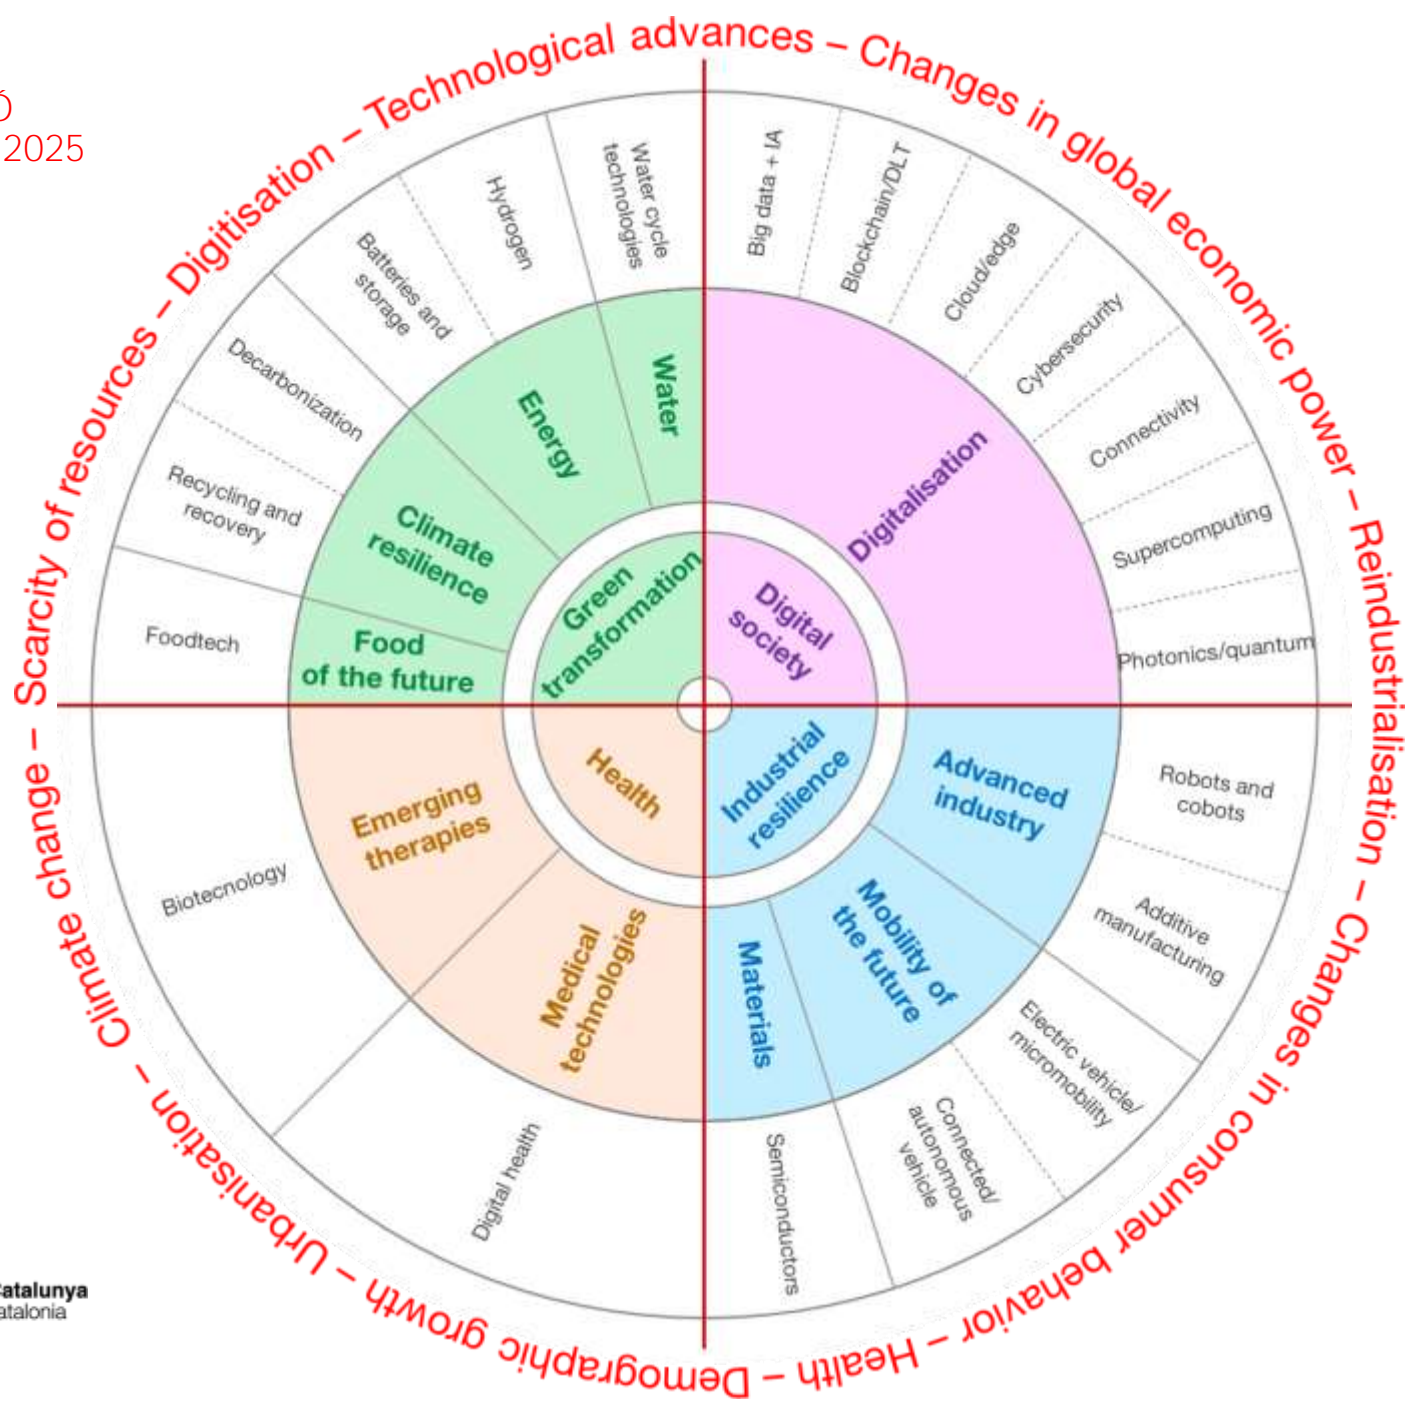 2025
Technological advances – Changes in global economic power – Reindustrialisation – Changes in consumer behavior – Health – Demographic growth – Urbanisation – Climate change – Scarcity of resources – Digitisation –
Water cycle
technologies
Hydrogen
Batteries and
storage
Decarbonization
Recycling and
recovery
Foodtech
Water
Energy
Climate
resilience
Food
of the future
Green
transformation
Big data + IA
Blockchain/DLT
Cloud/edge
Cybersecurity
Connectivity
Supercomputing
Photonics/quantum
Digitalisation
Digital
society
Industrial
resilience
Advanced
industry
Mobility of
the future
Materials
Robots and
cobots
Additive
manufacturing
Electric vehicle/
micromobility
Connected/
autonomous
vehicle
Semiconductors
Health
Emerging
therapies
Medical
technologies
Biotecnology
Digital health
atalunya
atalonia